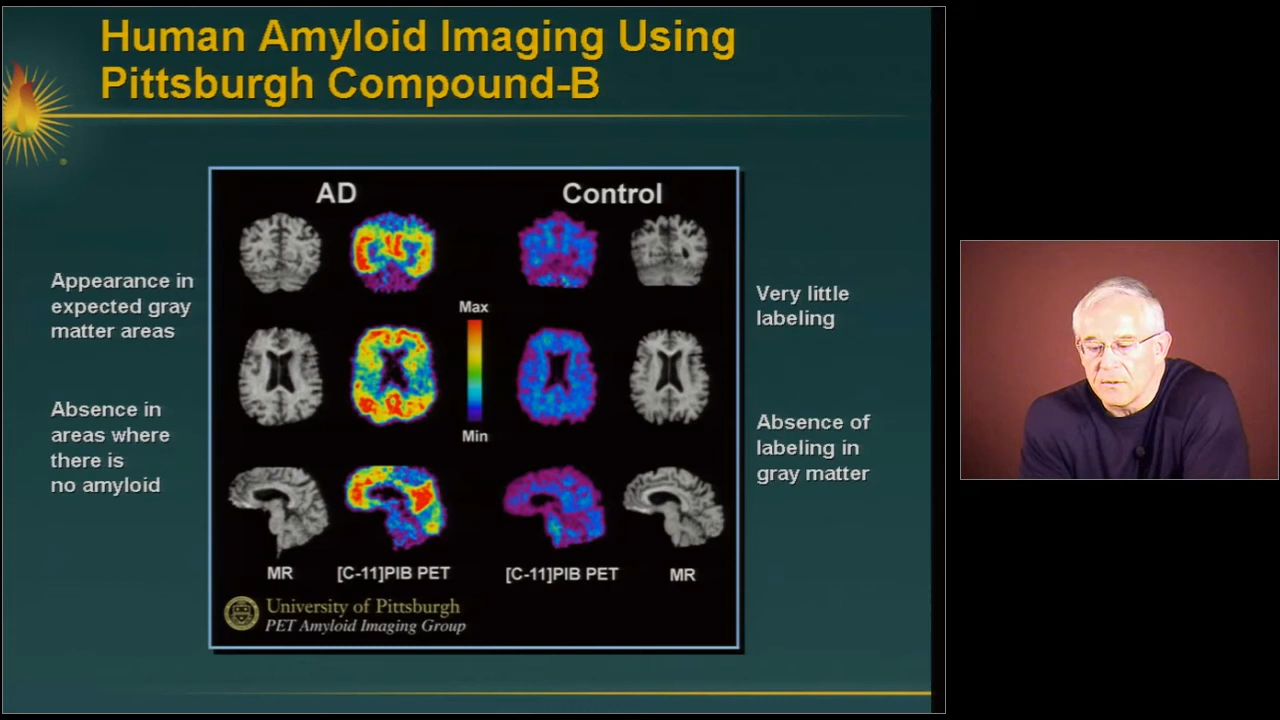 Human Amyloid Imaging Using
Pittsburgh Compound-B
AD
Control
Appearance in
expected gray
matter areas
Absence in
areas where
there is
no amyloid
Max
Min
Very little
labeling
Absence of
labeling in
gray matter
MR
[C-11]PIB PET
[C-11]PIB PET
MR
University of Pittsburgh
PET Amyloid Imaging Group
®